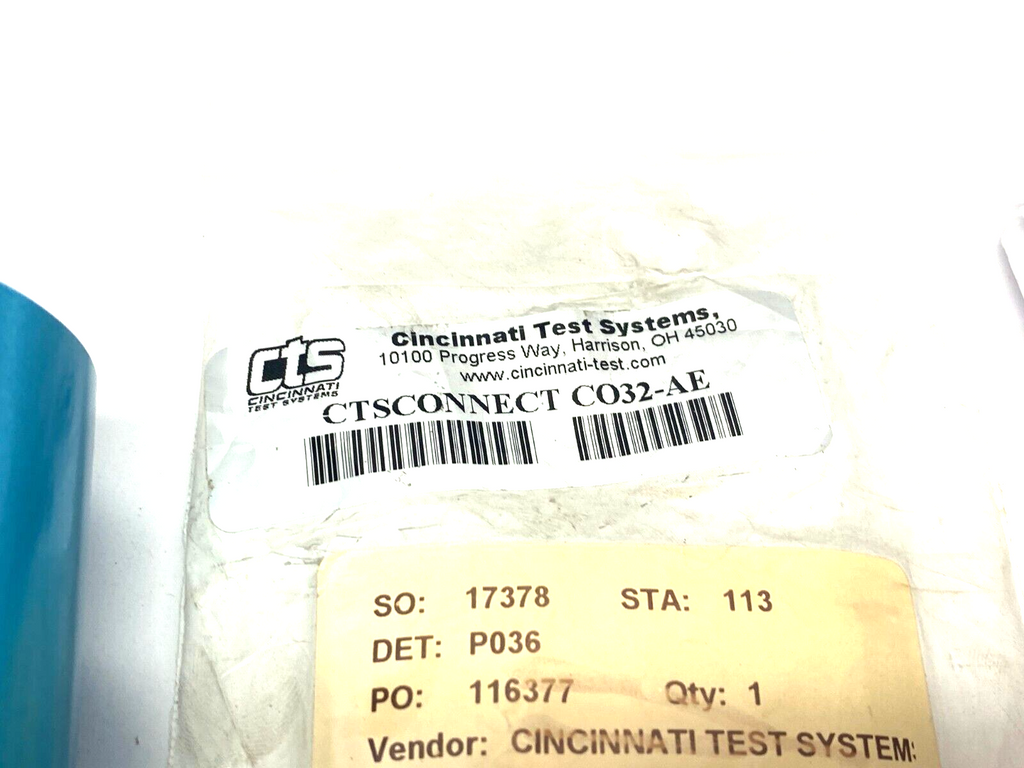 cts
CINCINNATI
TEST SYSTEMS
Cincinnati Test Systems,
10100 Progress Way, Harrison, OH 45030
www.cincinnati-test.com
CTSCONNECT CO32-AE
SO: 17378 STA: 113
DET: P036
PO: 116377 Qty: 1
Vendor: CINCINNATI TEST SYSTEMS